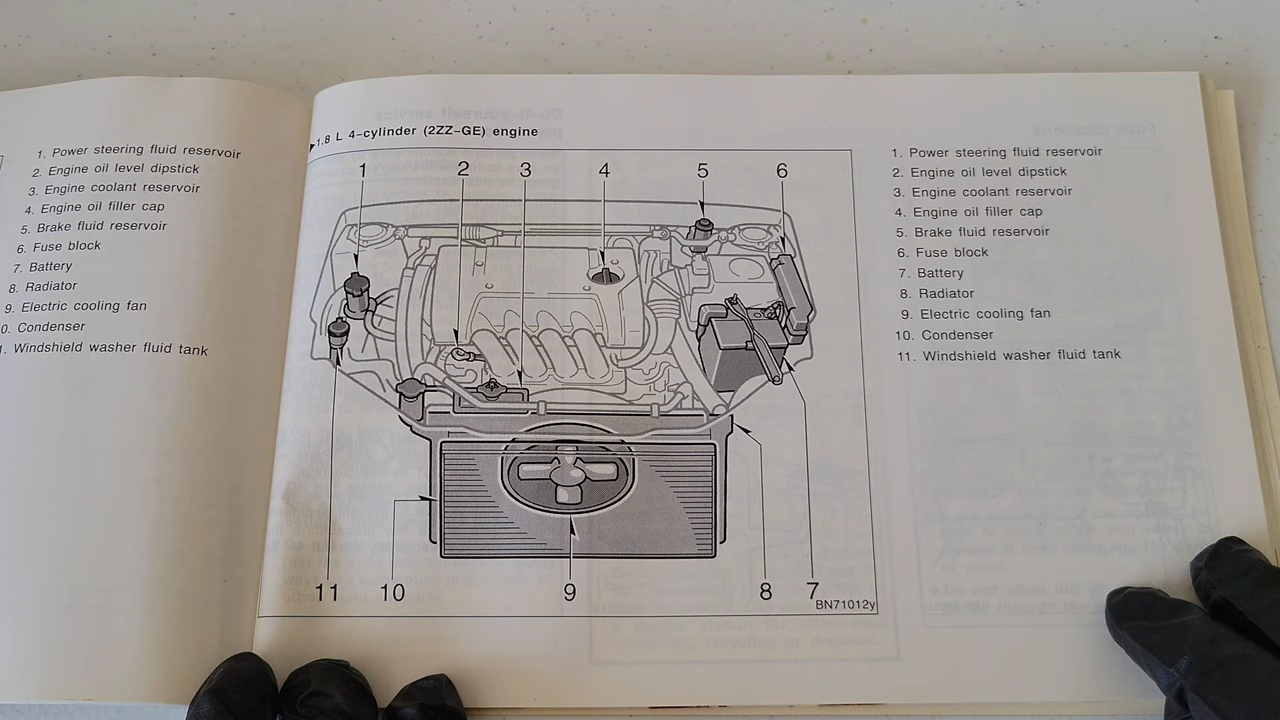 1. Power steering fluid reservoir
2. Engine oil level dipstick
3. Engine coolant reservoir
4. Engine oil filler cap
5. Brake fluid reservoir
6. Fuse block
7. Battery
8. Radiator
9. Electric cooling fan
0. Condenser
. Windshield washer fluid tank
1.8 L 4-cylinder (2ZZ-GE) engine
1 2 3 4 5 6
11 10 9 8 7
BN71012y
1. Power steering fluid reservoir
2. Engine oil level dipstick
3. Engine coolant reservoir
4. Engine oil filler cap
5. Brake fluid reservoir
6. Fuse block
7. Battery
8. Radiator
9. Electric cooling fan
10. Condenser
11. Windshield washer fluid tank